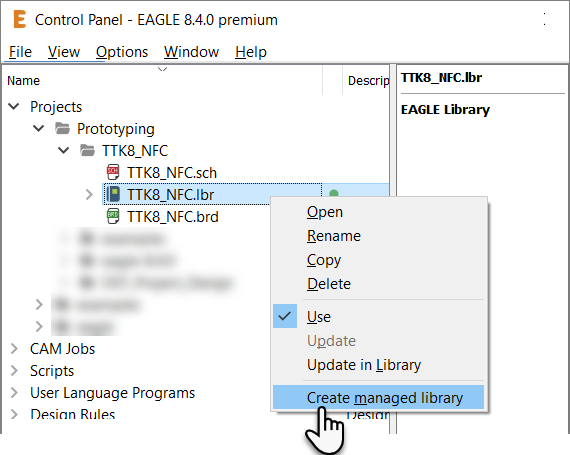 Control Panel - EAGLE 8.4.0 premium
File View Options Window Help
Name Descrip
TTK8_NFC.lbr
EAGLE Library
Projects
Prototyping
TTK8_NFC
TTK8_NFC.sch
TTK8_NFC.lbr
TTK8_NFC.brd
Open
Rename
Copy
Delete
Use
Update
Update in Library
Create managed library
CAM Jobs
Scripts
User Language Programs
Design Rules Design